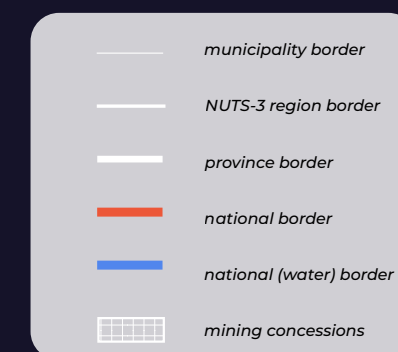 municipality border
NUTS-3 region border
province border
national border
national (water) border
mining concessions